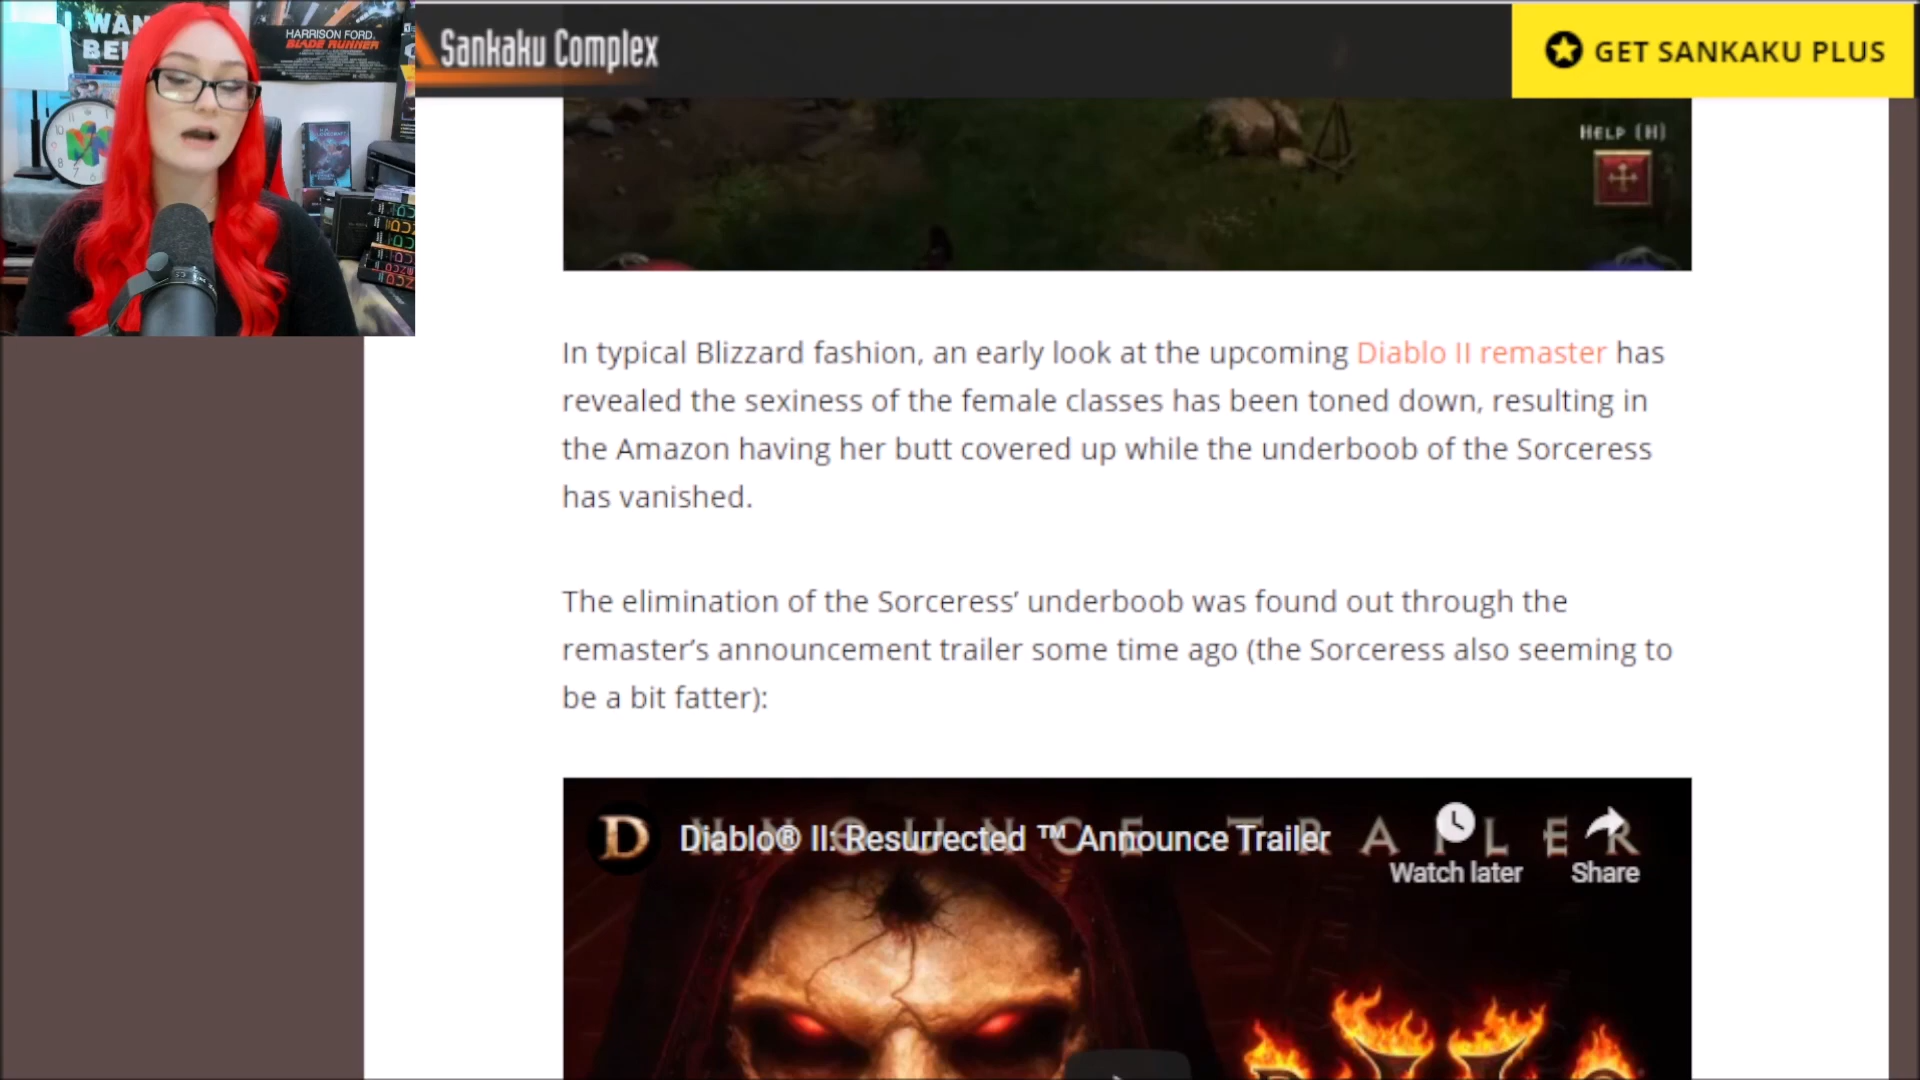 WAN
BEL
HARRISON FORD.
BLADE RUNNER
Sankaku Complex
GET SANKAKU PLUS
HELP (H)
In typical Blizzard fashion, an early look at the upcoming Diablo II remaster has
revealed the sexiness of the female classes has been toned down, resulting in
the Amazon having her butt covered up while the underboob of the Sorceress
has vanished.
The elimination of the Sorceress’ underboob was found out through the
remaster’s announcement trailer some time ago (the Sorceress also seeming to
be a bit fatter):
D Diablo® II: Resurrected ™ Announce Trailer
Watch later
Share